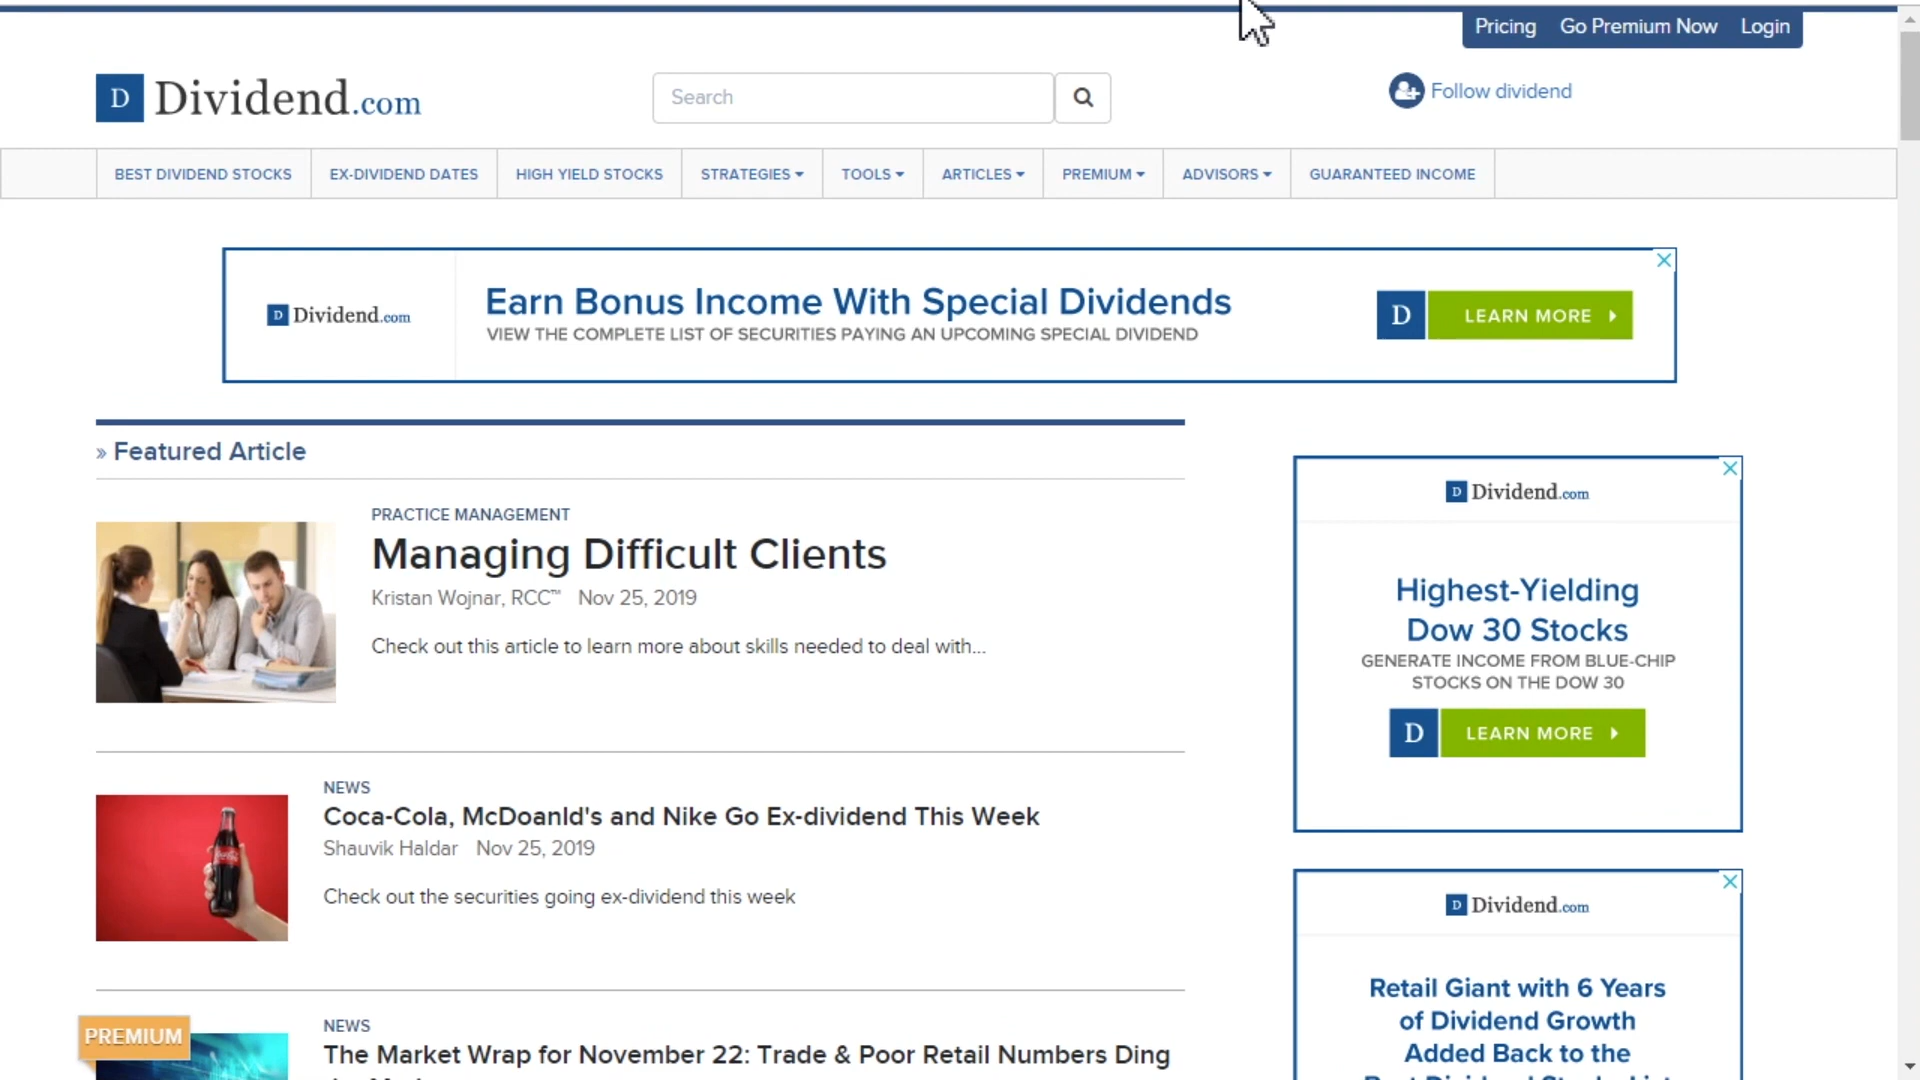 Pricing Go Premium Now Login
D Dividend.com
Search
Follow dividend
BEST DIVIDEND STOCKS EX-DIVIDEND DATES HIGH YIELD STOCKS STRATEGIES TOOLS ARTICLES PREMIUM ADVISORS GUARANTEED INCOME
D Dividend.com
Earn Bonus Income With Special Dividends
VIEW THE COMPLETE LIST OF SECURITIES PAYING AN UPCOMING SPECIAL DIVIDEND
D LEARN MORE
» Featured Article
PRACTICE MANAGEMENT
Managing Difficult Clients
Kristan Wojnar, RCC™ Nov 25, 2019
Check out this article to learn more about skills needed to deal with...
NEWS
Coca-Cola, McDoanld's and Nike Go Ex-dividend This Week
Shauvik Haldar Nov 25, 2019
Check out the securities going ex-dividend this week
PREMIUM
NEWS
The Market Wrap for November 22: Trade & Poor Retail Numbers Ding
D Dividend.com
Highest-Yielding
Dow 30 Stocks
GENERATE INCOME FROM BLUE-CHIP
STOCKS ON THE DOW 30
D LEARN MORE
D Dividend.com
Retail Giant with 6 Years
of Dividend Growth
Added Back to the